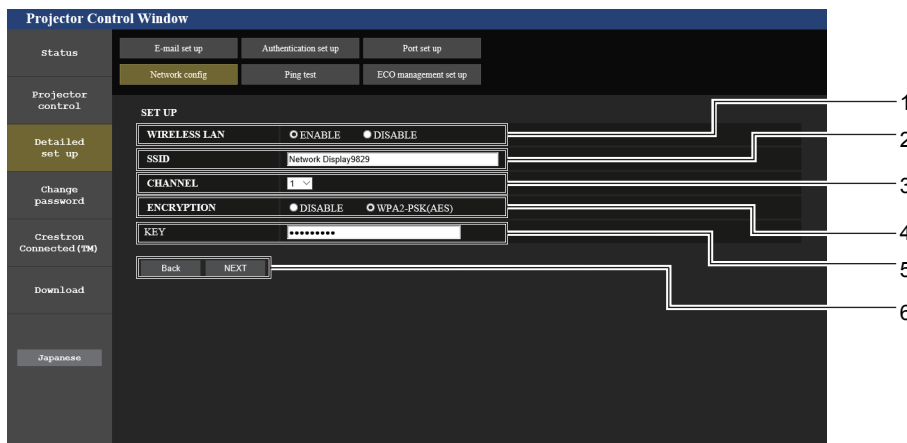 Projector Control Window
Status
E-mail set up
Authentication set up
Port set up
Network config
Ping test
ECO management set up
Projector
control
Detailed
set up
Change
password
Crestron
Connected(TM)
Download
Japanese
SET UP
WIRELESS LAN ENABLE DISABLE
SSID Network Display9829
CHANNEL 1
ENCRYPTION DISABLE WPA2-PSK(AES)
KEY •••••••••
Back NEXT
1
2
3
4
5
6